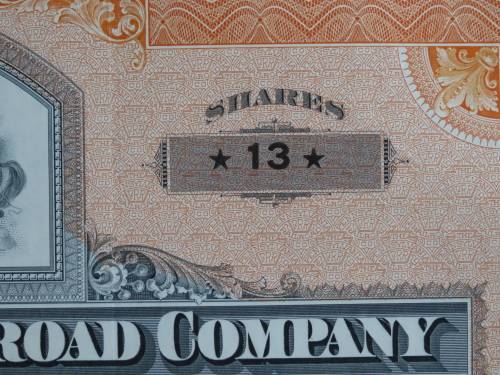 SHARES
★ 13 ★
ROAD COMPANY